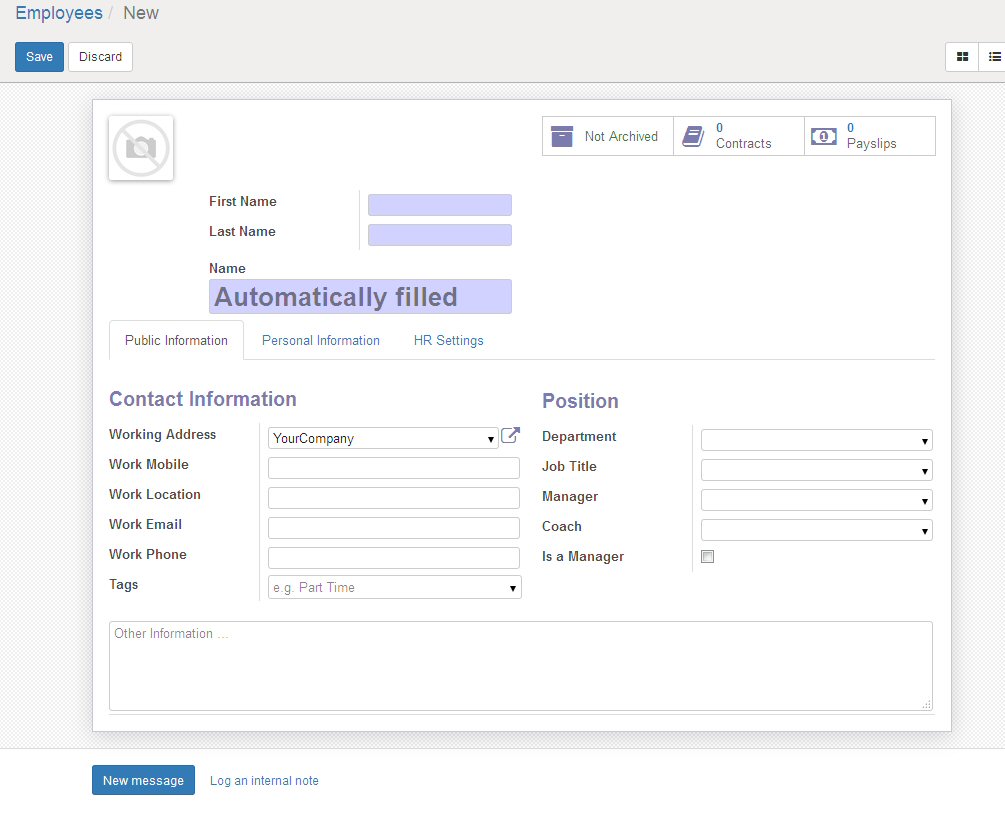 Employees / New
Save Discard
Not Archived
0
Contracts
0
Payslips
First Name
Last Name
Name
Automatically filled
Public Information Personal Information HR Settings
Contact Information
Working Address YourCompany
Work Mobile
Work Location
Work Email
Work Phone
Tags e.g. Part Time
Position
Department
Job Title
Manager
Coach
Is a Manager
Other Information ...
New message Log an internal note